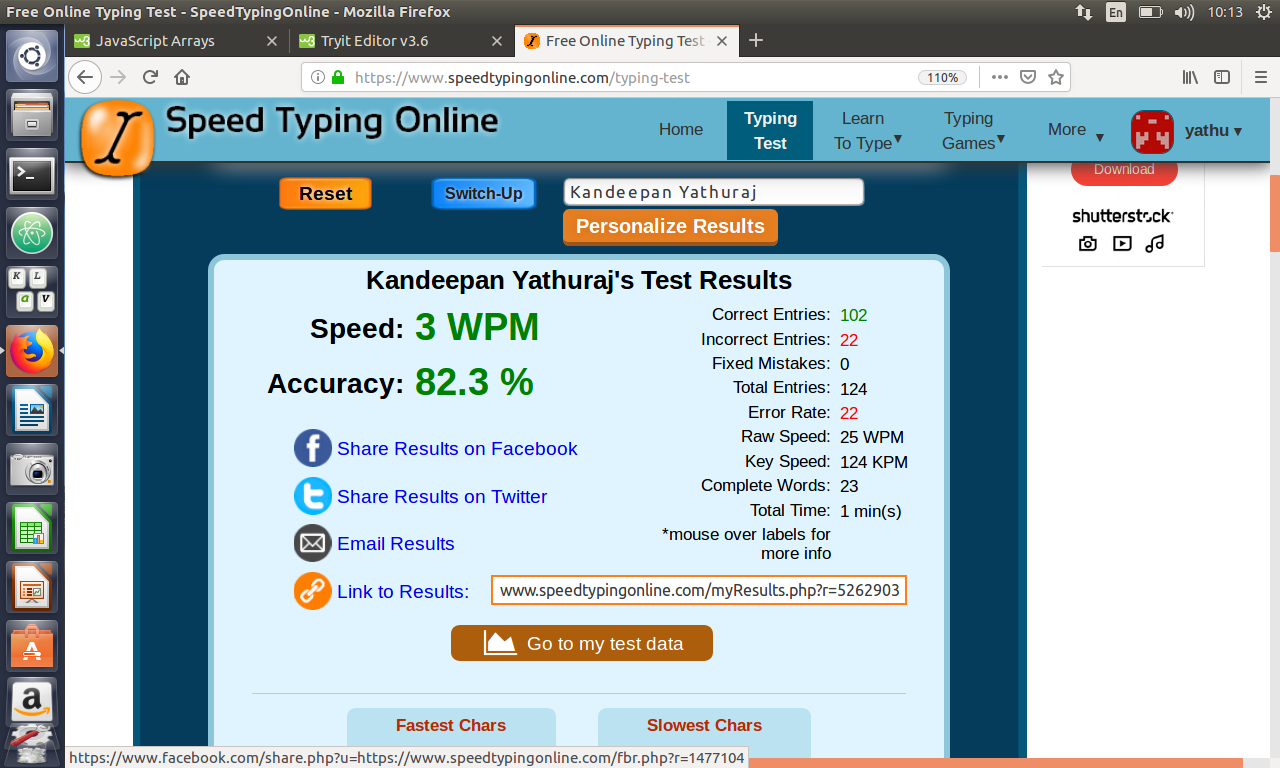 Free Online Typing Test - SpeedTypingOnline - Mozilla Firefox
En
10:13
JavaScript Arrays
Tryit Editor v3.6
Free Online Typing Test
https://www.speedtypingonline.com/typing-test
110%
Speed Typing Online
Home
Typing Test
Learn To Type
Typing Games
More
yathu
Download
shutterstock
Reset
Switch-Up
Kandeepan Yathuraj
Personalize Results
Kandeepan Yathuraj's Test Results
Speed: 3 WPM
Accuracy: 82.3 %
Correct Entries: 102
Incorrect Entries: 22
Fixed Mistakes: 0
Total Entries: 124
Error Rate: 22
Raw Speed: 25 WPM
Key Speed: 124 KPM
Complete Words: 23
Total Time: 1 min(s)
*mouse over labels for
more info
Share Results on Facebook
Share Results on Twitter
Email Results
Link to Results: www.speedtypingonline.com/myResults.php?r=5262903
Go to my test data
Fastest Chars
Slowest Chars
https://www.facebook.com/share.php?u=https://www.speedtypingonline.com/fbr.php?r=1477104
K L
a v
A
a